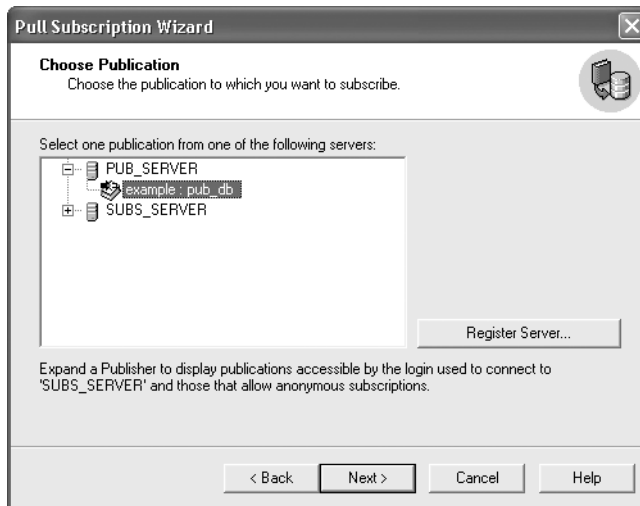 Pull Subscription Wizard
Choose Publication
Choose the publication to which you want to subscribe.
Select one publication from one of the following servers:
PUB_SERVER
example : pub_db
SUBS_SERVER
Register Server...
Expand a Publisher to display publications accessible by the login used to connect to
'SUBS_SERVER' and those that allow anonymous subscriptions.
< Back
Next >
Cancel
Help